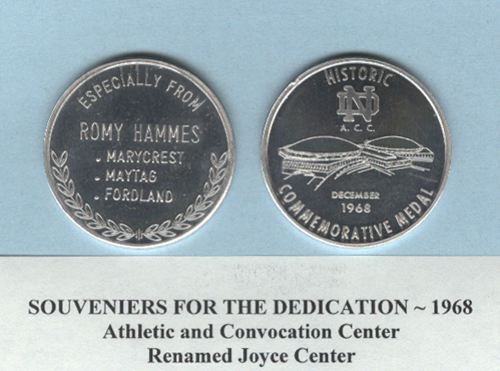 ESPECIALLY FROM
ROMY HAMMES
. MARYCREST
. MAYTAG
. FORDLAND
HISTORIC
ND
A.C.C.
DECEMBER
1968
COMMEMORATIVE MEDAL
SOUVENIERS FOR THE DEDICATION ~ 1968
Athletic and Convocation Center
Renamed Joyce Center